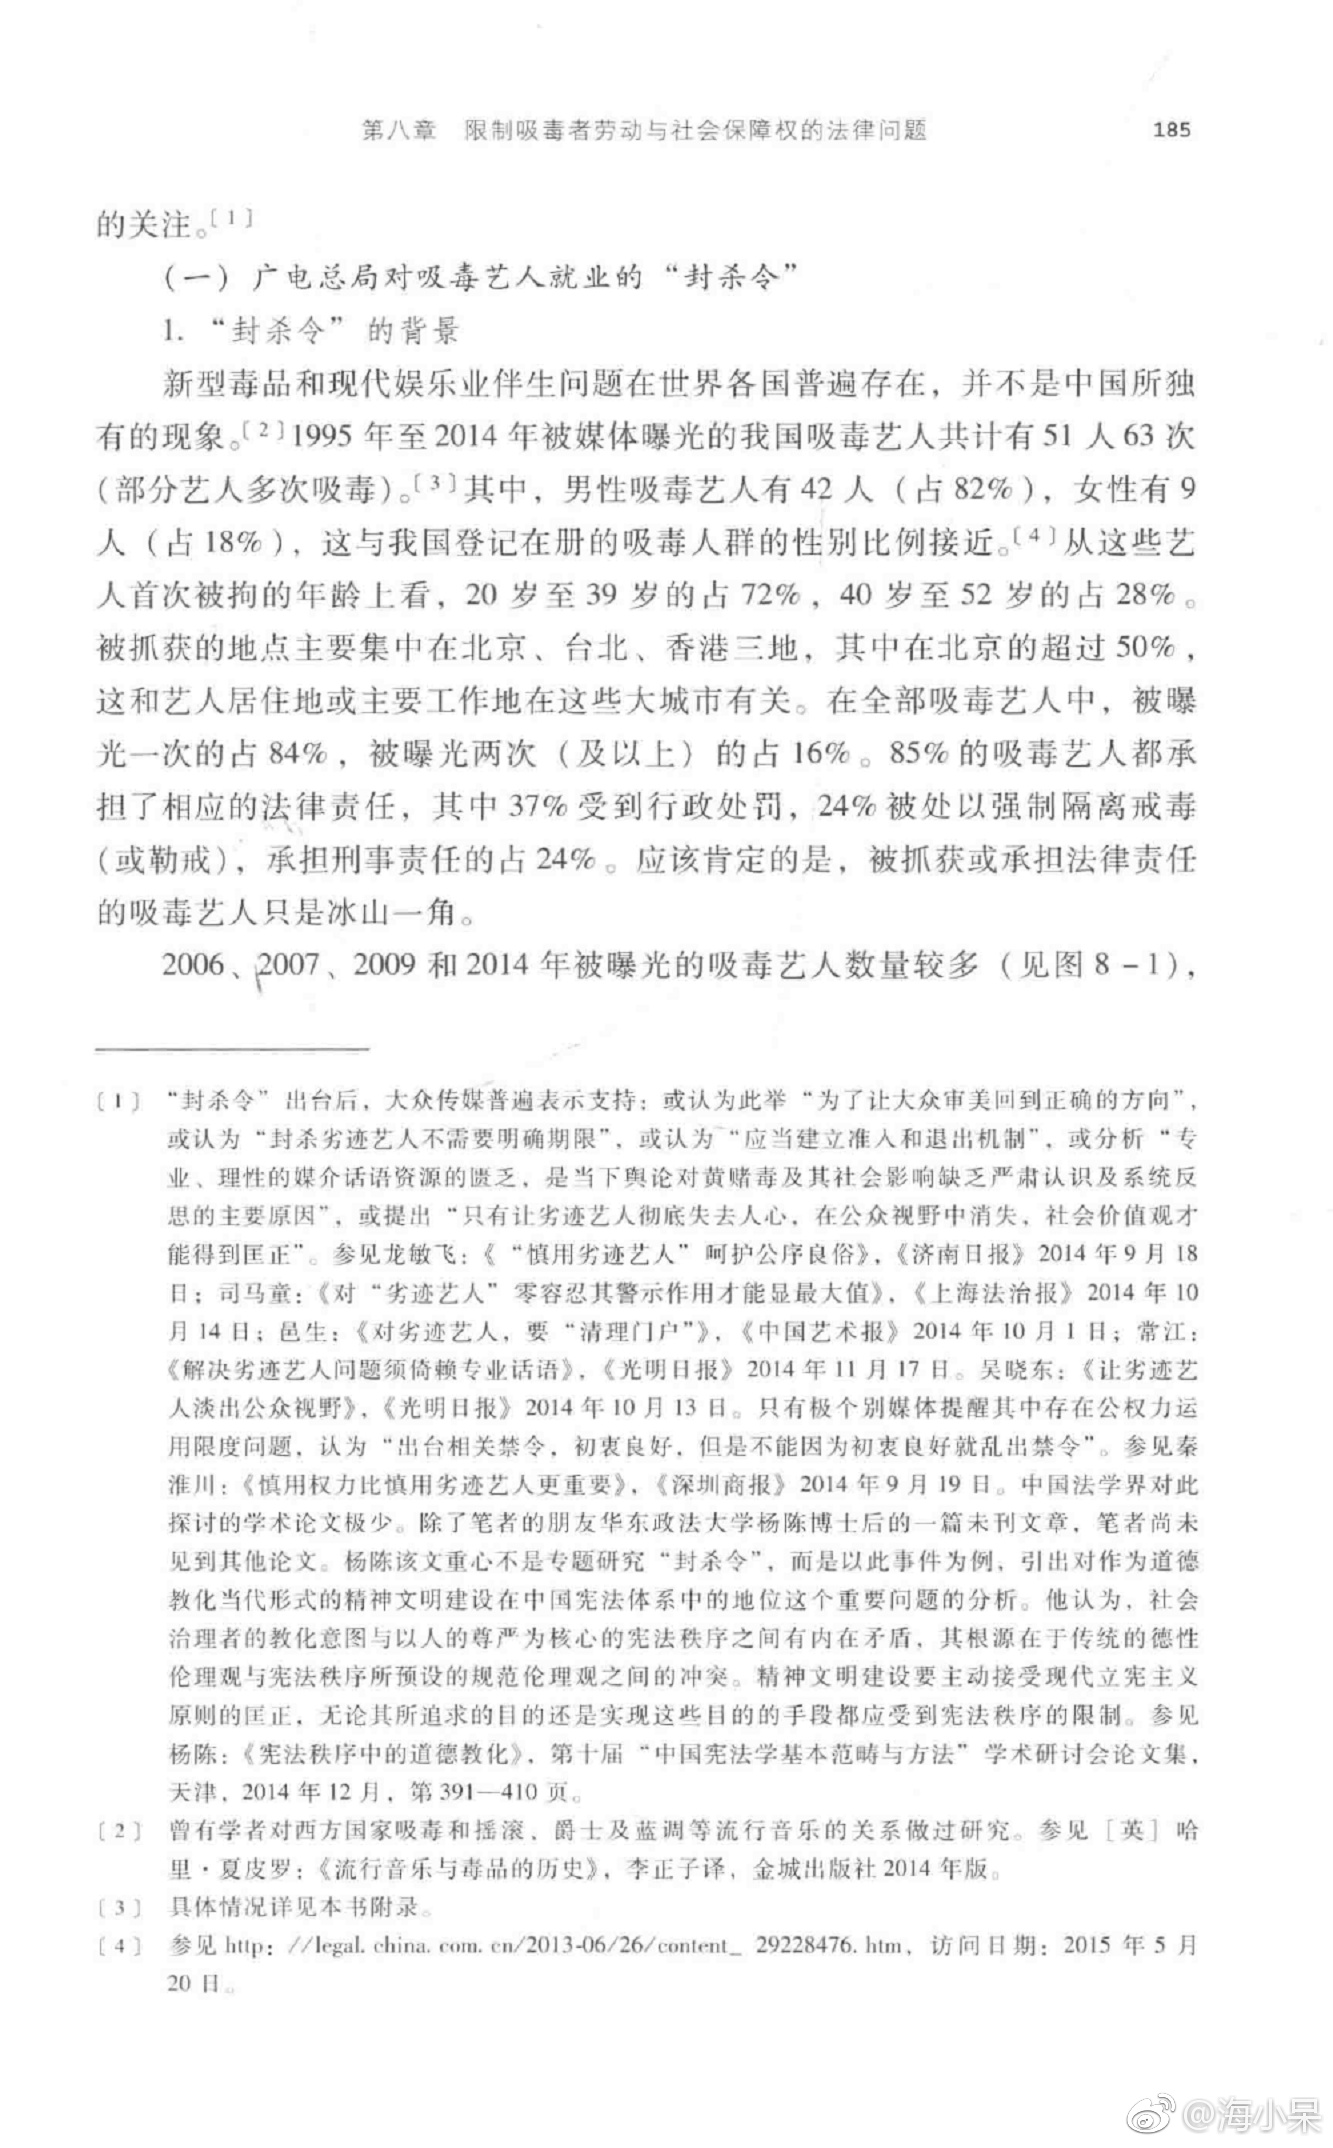 第八章 限制吸毒者劳动与社会保障权的法律问题 185
的关注。〔1〕
(一) 广电总局对吸毒艺人就业的“封杀令”
1. “封杀令”的背景
新型毒品和现代娱乐业伴生问题在世界各国普遍存在，并不是中国所独
有的现象。〔2〕1995 年至 2014 年被媒体曝光的我国吸毒艺人共计有 51 人 63 次
(部分艺人多次吸毒)。〔3〕其中，男性吸毒艺人有 42 人（占 82%），女性有 9
人（占 18%），这与我国登记在册的吸毒人群的性别比例接近。〔4〕从这些艺
人首次被拘的年龄上看，20 岁至 39 岁的占 72%，40 岁至 52 岁的占 28%。
被抓获的地点主要集中在北京、台北、香港三地，其中在北京的超过 50%，
这和艺人居住地或主要工作地在这些大城市有关。在全部吸毒艺人中，被曝
光一次的占 84%，被曝光两次（及以上）的占 16%。85% 的吸毒艺人都承
担了相应的法律责任，其中 37% 受到行政处罚，24% 被处以强制隔离戒毒
(或勒戒)，承担刑事责任的占 24%。应该肯定的是，被抓获或承担法律责任
的吸毒艺人只是冰山一角。
2006、2007、2009 和 2014 年被曝光的吸毒艺人数量较多（见图 8-1），
〔1〕 “封杀令”出台后，大众传媒普遍表示支持：或认为此举“为了让大众审美回到正确的方向”，
或认为“封杀劣迹艺人不需要明确期限”，或认为“应当建立准入和退出机制”，或分析“专
业、理性的媒介话语资源的匮乏，是当下舆论对黄赌毒及其社会影响缺乏严肃认识及系统反
思的主要原因”，或提出“只有让劣迹艺人彻底失去人心，在公众视野中消失，社会价值观才
能得到匡正”。参见龙敏飞：《“慎用劣迹艺人”呵护公序良俗》，《济南日报》2014 年 9 月 18
日；司马童：《对“劣迹艺人”零容忍其警示作用才能显最大值》，《上海法治报》2014 年 10
月 14 日；邑生：《对劣迹艺人，要“清理门户”》，《中国艺术报》2014 年 10 月 1 日；常江：
《解决劣迹艺人问题须倚赖专业话语》，《光明日报》2014 年 11 月 17 日。吴晓东：《让劣迹艺
人淡出公众视野》，《光明日报》2014 年 10 月 13 日。只有极个别媒体提醒其中存在公权力运
用限度问题，认为“出台相关禁令，初衷良好，但是不能因为初衷良好就乱出禁令”。参见秦
淮川：《慎用权力比慎用劣迹艺人更重要》，《深圳商报》2014 年 9 月 19 日。中国法学界对此
探讨的学术论文极少。除了笔者的朋友华东政法大学杨陈博士后的一篇未刊文章，笔者尚未
见到其他论文。杨陈该文重心不是专题研究“封杀令”，而是以此事件为例，引出对作为道德
教化当代形式的精神文明建设在中国宪法体系中的地位这个重要问题的分析。他认为，社会
治理者的教化意图与以人的尊严为核心的宪法秩序之间有内在矛盾，其根源在于传统的德性
伦理观与宪法秩序所预设的规范伦理观之间的冲突。精神文明建设要主动接受现代立宪主义
原则的匡正，无论其所追求的目的还是实现这些目的的手段都应受到宪法秩序的限制。参见
杨陈：《宪法秩序中的道德教化》，第十届“中国宪法学基本范畴与方法”学术研讨会论文集，
天津，2014 年 12 月，第 391—410 页。
〔2〕 曾有学者对西方国家吸毒和摇滚、爵士及蓝调等流行音乐的关系做过研究。参见［英］哈
里·夏皮罗：《流行音乐与毒品的历史》，李正子译，金城出版社 2014 年版。
〔3〕 具体情况详见本书附录。
〔4〕 参见 http：//legal. china. com. cn/2013-06/26/content_ 29228476. htm，访问日期：2015 年 5 月
20 日。
@海小呆